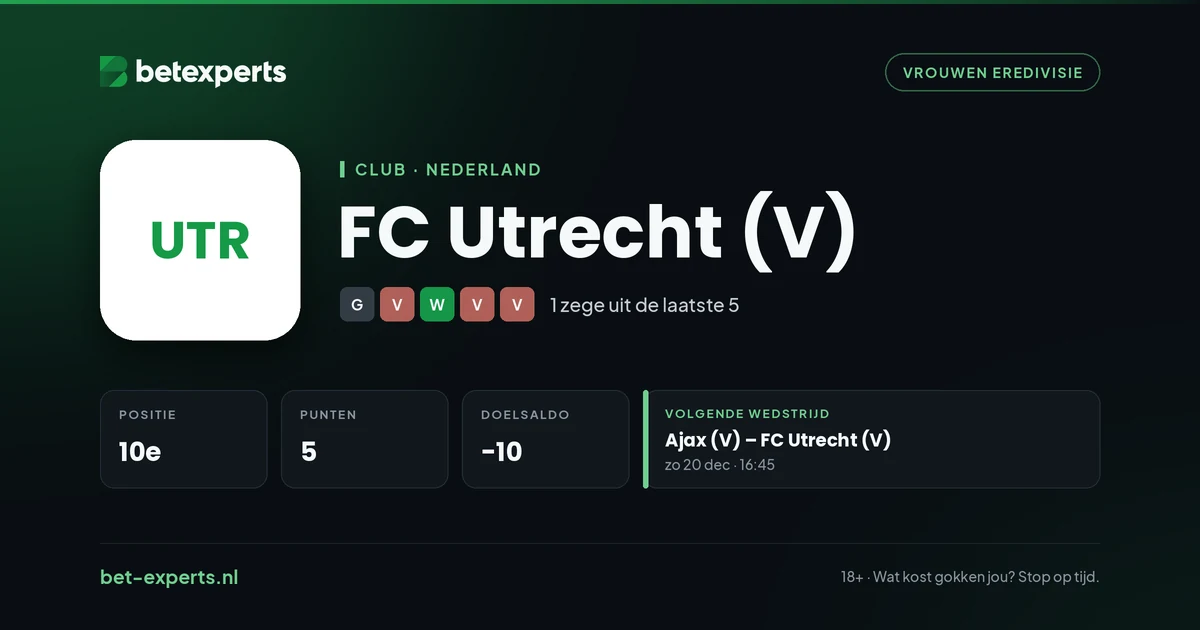 betexperts
VROUWEN EREDIVISIE
UTR
CLUB · NEDERLAND
FC Utrecht (V)
G V W V V 1 zege uit de laatste 5
POSITIE
10e
PUNTEN
5
DOELSALDO
-10
VOLGENDE WEDSTRIJD
Ajax (V) – FC Utrecht (V)
zo 20 dec · 16:45
bet-experts.nl
18+ · Wat kost gokken jou? Stop op tijd.